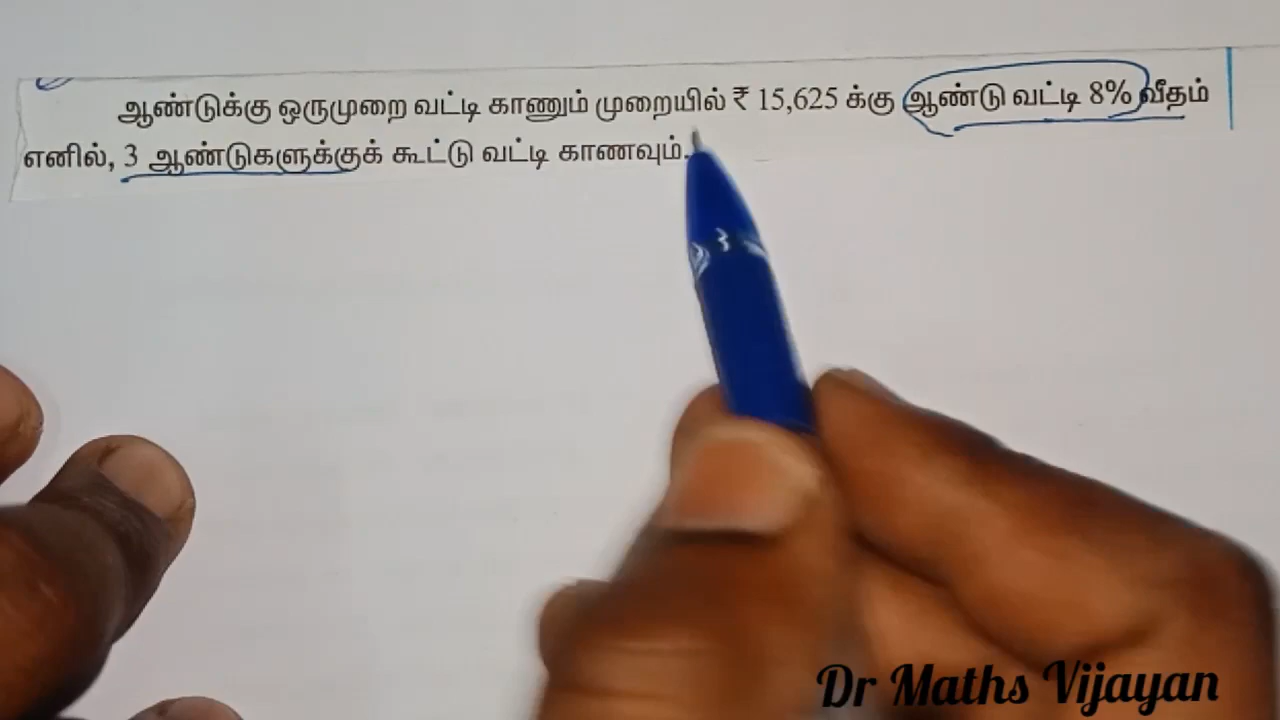 ஆண்டுக்கு ஒருமுறை வட்டி காணும் முறையில் ₹ 15,625 க்கு ஆண்டு வட்டி 8% வீதம்
எனில், 3 ஆண்டுகளுக்குக் கூட்டு வட்டி காணவும்.
Dr Maths Vijayan